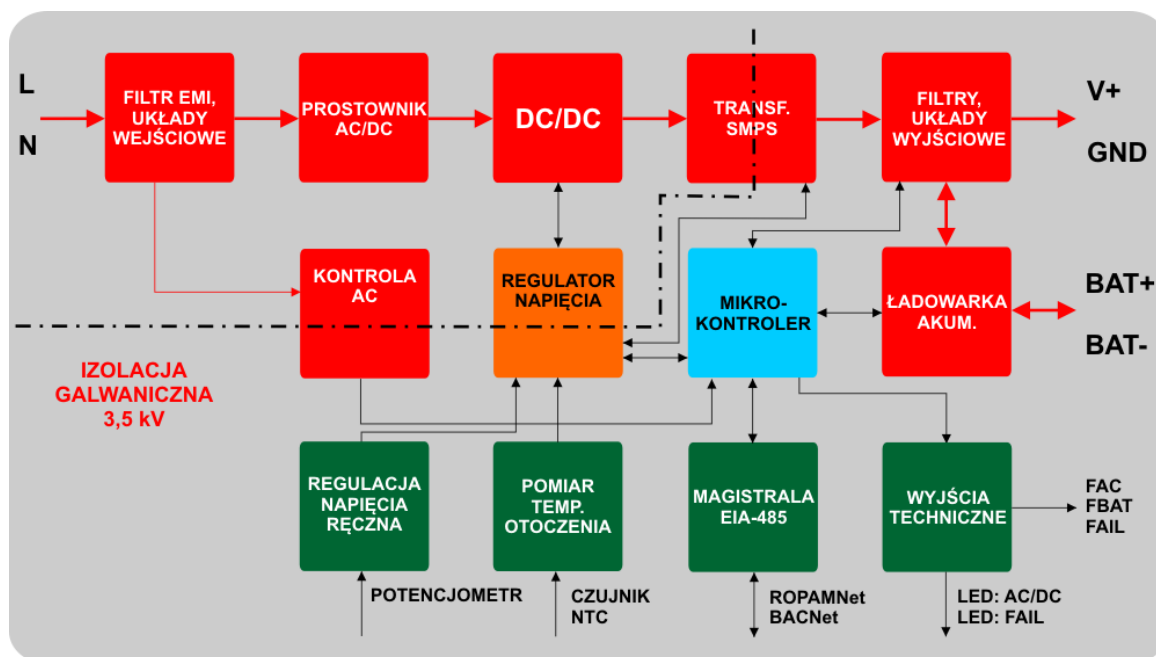 L
N
FILTR EMI,
UKŁADY
WEJŚCIOWE
PROSTOWNIK
AC/DC
DC/DC
TRANSF.
SMPS
FILTRY,
UKŁADY
WYJŚCIOWE
V+
GND
KONTROLA
AC
REGULATOR
NAPIĘCIA
MIKRO-
KONTROLER
ŁADOWARKA
AKUM.
BAT+
BAT-
IZOLACJA
GALWANICZNA
3,5 kV
REGULACJA
NAPIĘCIA
RĘCZNA
POMIAR
TEMP.
OTOCZENIA
MAGISTRALA
EIA-485
WYJŚCIA
TECHNICZNE
FAC
FBAT
FAIL
POTENCJOMETR
CZUJNIK
NTC
ROPAMNet
BACNet
LED: AC/DC
LED: FAIL